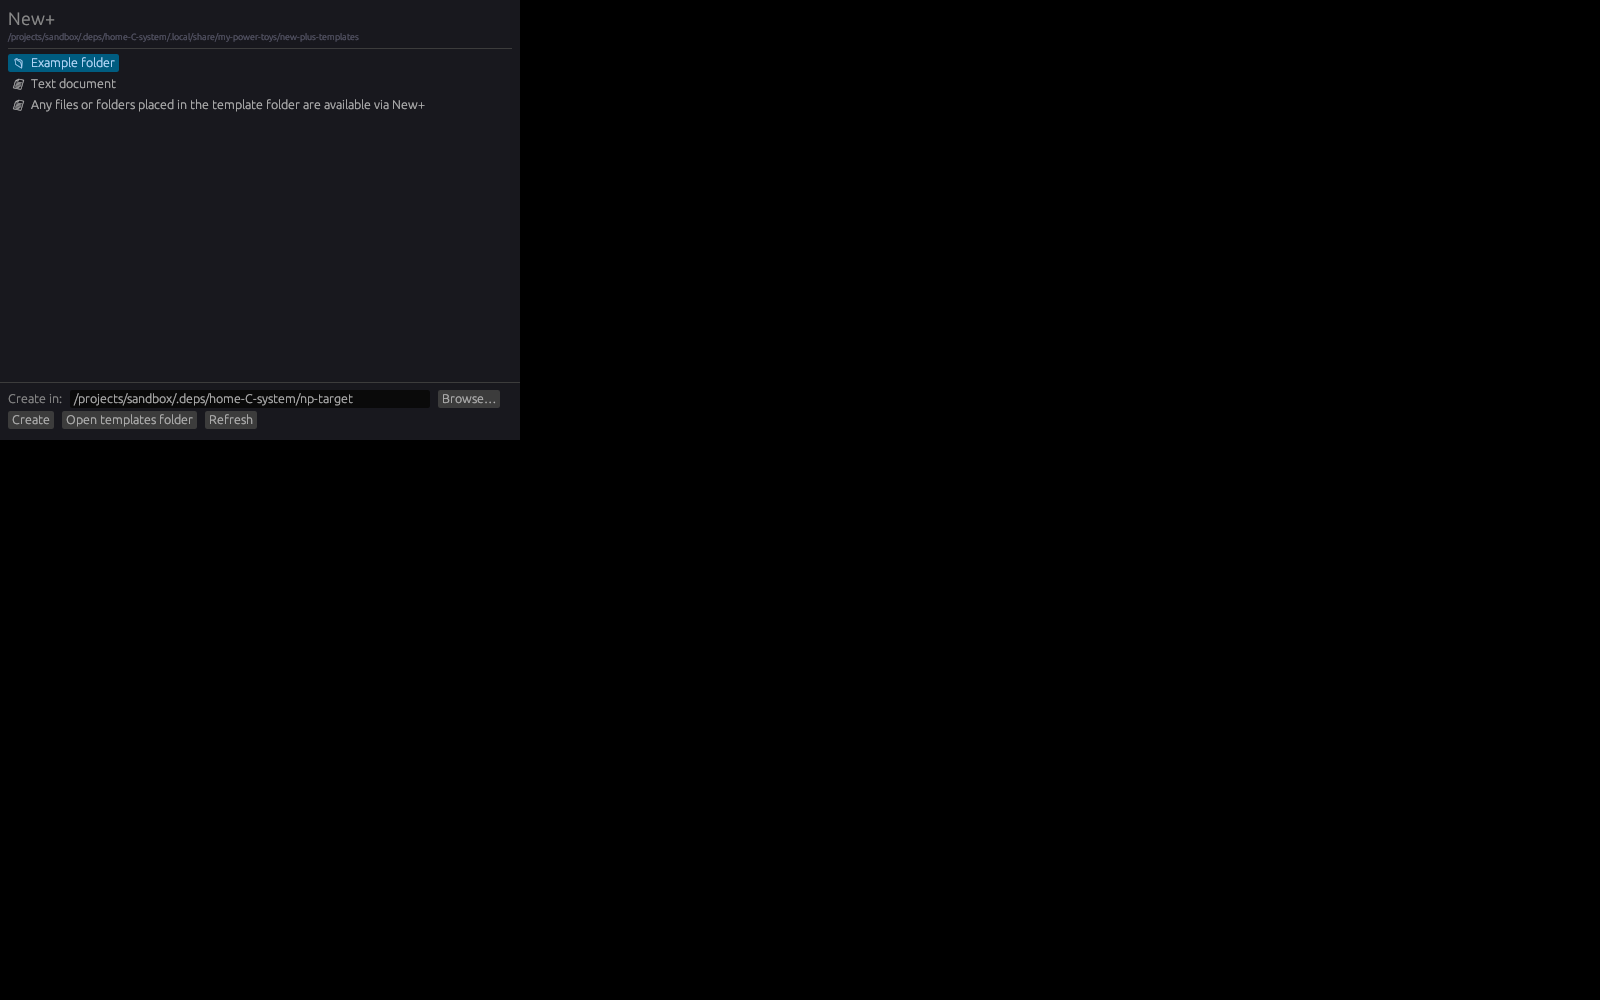 New+
/projects/sandbox/.deps/home-C-system/.local/share/my-power-toys/new-plus-templates
Example folder
Text document
Any files or folders placed in the template folder are available via New+
Create in: /projects/sandbox/.deps/home-C-system/np-target Browse...
Create Open templates folder Refresh